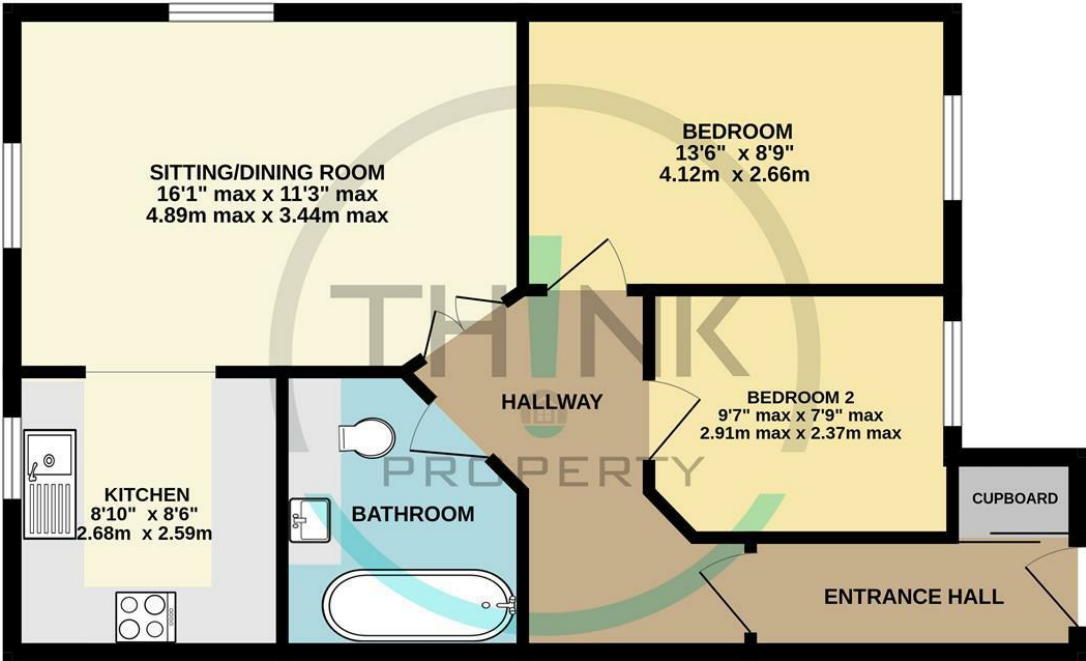 SITTING/DINING ROOM
16'1" max x 11'3" max
4.89m max x 3.44m max
BEDROOM
13'6" x 8'9"
4.12m x 2.66m
THINK
PROPERTY
HALLWAY
BEDROOM 2
9'7" max x 7'9" max
2.91m max x 2.37m max
KITCHEN
8'10" x 8'6"
2.68m x 2.59m
BATHROOM
CUPBOARD
ENTRANCE HALL